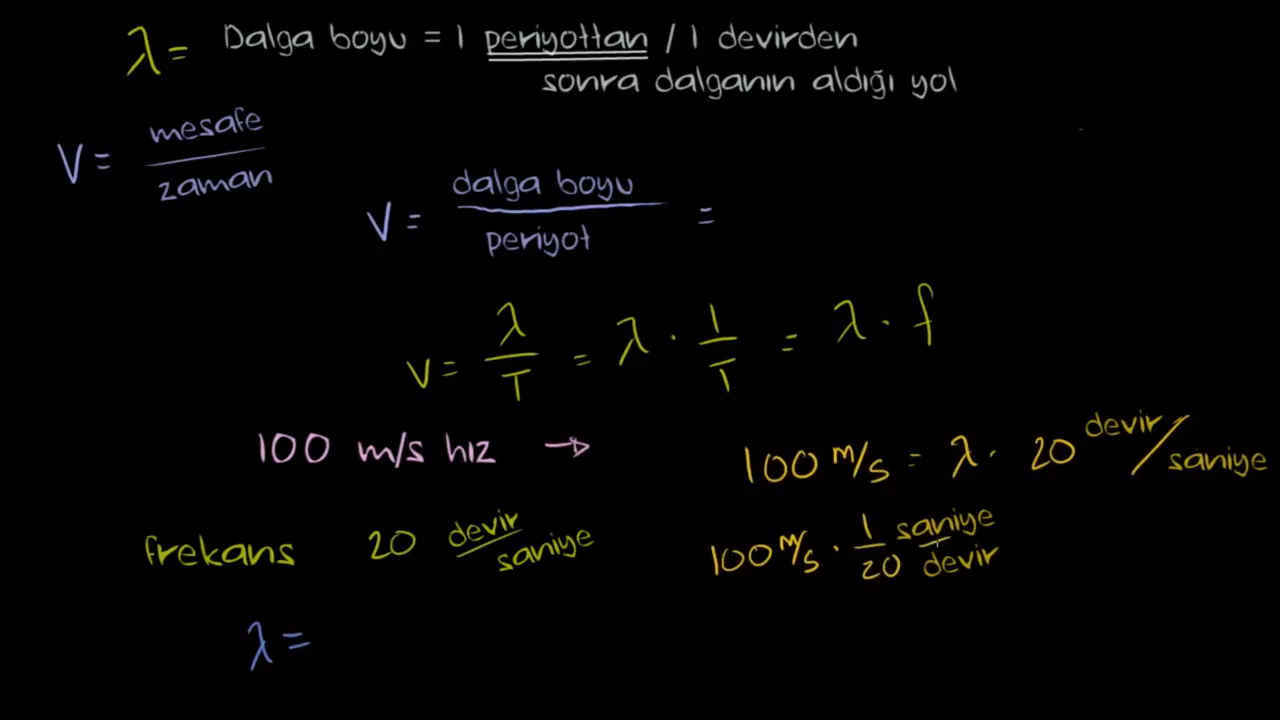 λ = Dalga boyu = 1 periyottan / 1 devirden
sonra dalganın aldığı yol
V = mesafe / zaman
V = dalga boyu / periyot =
V = λ / T = λ · 1 / T = λ · f
100 m/s hız →
100 m/s = λ · 20 devir / saniye
frekans 20 devir / saniye
100 m/s · 1 / 20 saniye / devir
λ =